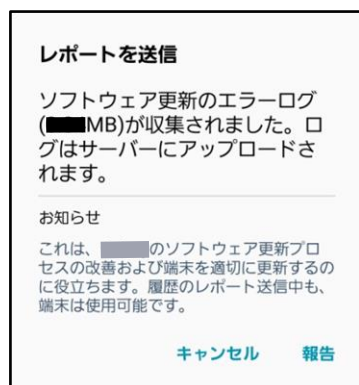 レポートを送信
ソフトウェア更新のエラーログ
(MB)が収集されました。ロ
グはサーバーにアップロードさ
れます。
お知らせ
これは、のソフトウェア更新プロ
セスの改善および端末を適切に更新するの
に役立ちます。履歴のレポート送信中も、
端末は使用可能です。
キャンセル 報告